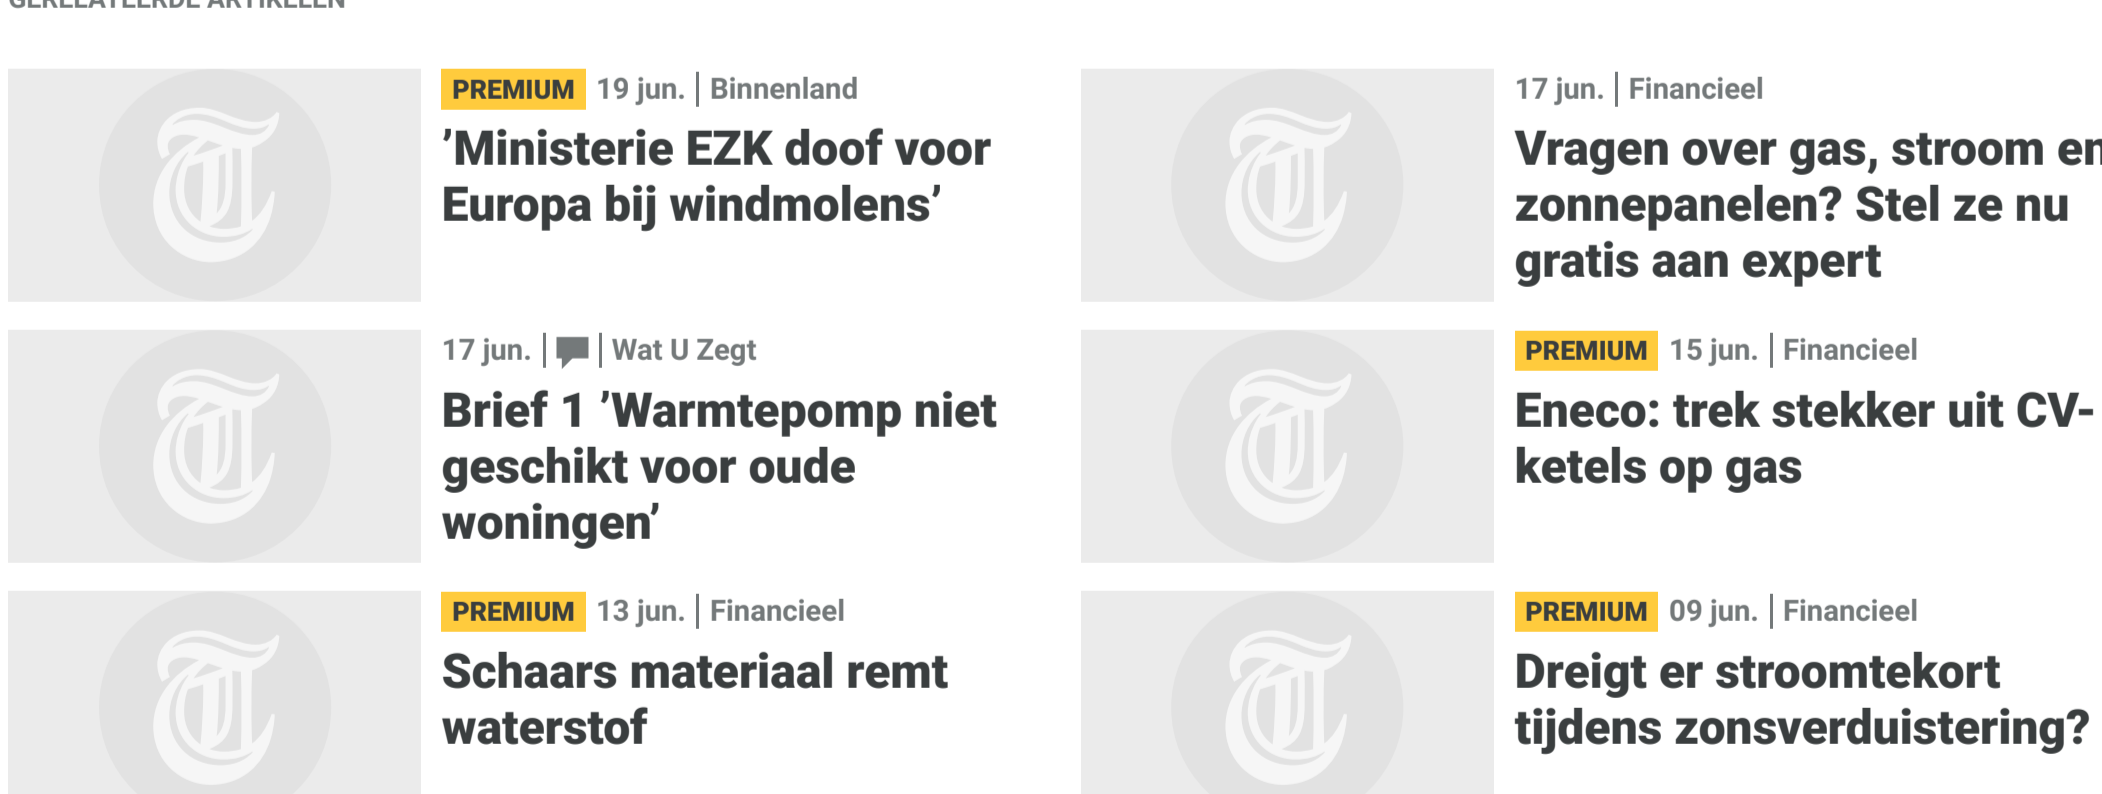 GERELATEERDE ARTIKELEN
PREMIUM 19 jun. | Binnenland
’Ministerie EZK doof voor
Europa bij windmolens’
17 jun. | Financieel
Vragen over gas, stroom en
zonnepanelen? Stel ze nu
gratis aan expert
17 jun. | | Wat U Zegt
Brief 1 ’Warmtepomp niet
geschikt voor oude
woningen’
PREMIUM 15 jun. | Financieel
Eneco: trek stekker uit CV-
ketels op gas
PREMIUM 13 jun. | Financieel
Schaars materiaal remt
waterstof
PREMIUM 09 jun. | Financieel
Dreigt er stroomtekort
tijdens zonsverduistering?